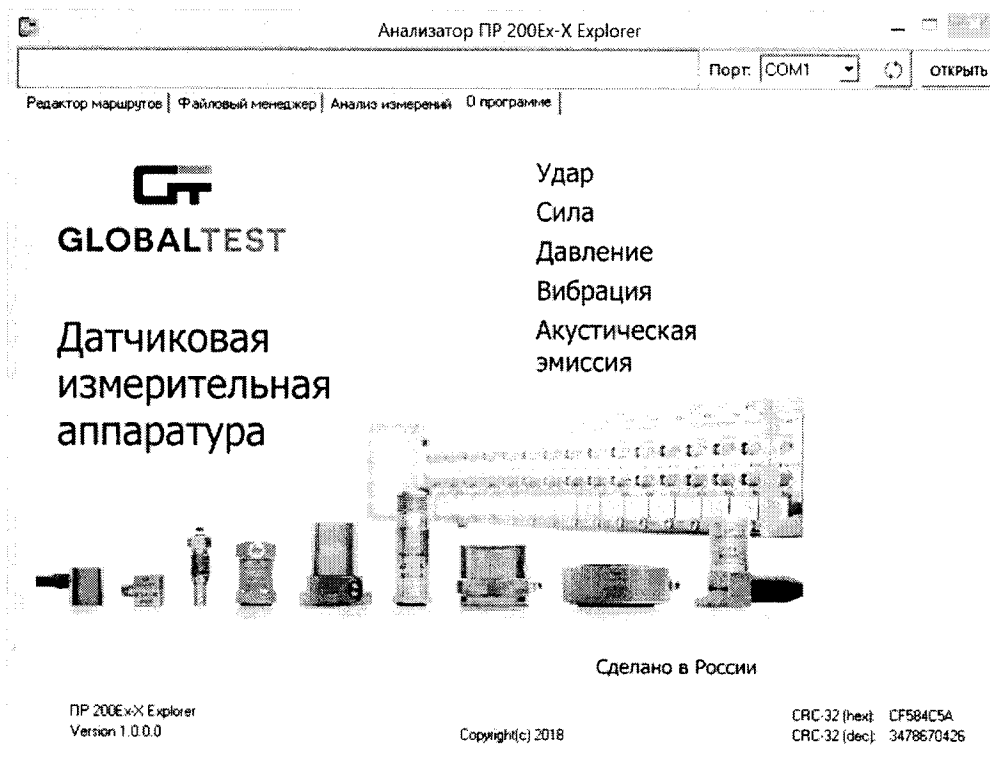 Анализатор ПР 200Ex-X Explorer
Порт: COM1 ОТКРЫТЬ
Редактор маршрутов Файловый менеджер Анализ измерений О программе
GLOBALTEST
Удар
Сила
Давление
Вибрация
Акустическая
эмиссия
Датчиковая
измерительная
аппаратура
Сделано в России
ПР 200Ex-X Explorer
Version 1.0.0.0
Copyright(c) 2018
CRC-32 (hex): CF584C5A
CRC-32 (dec): 3478670426